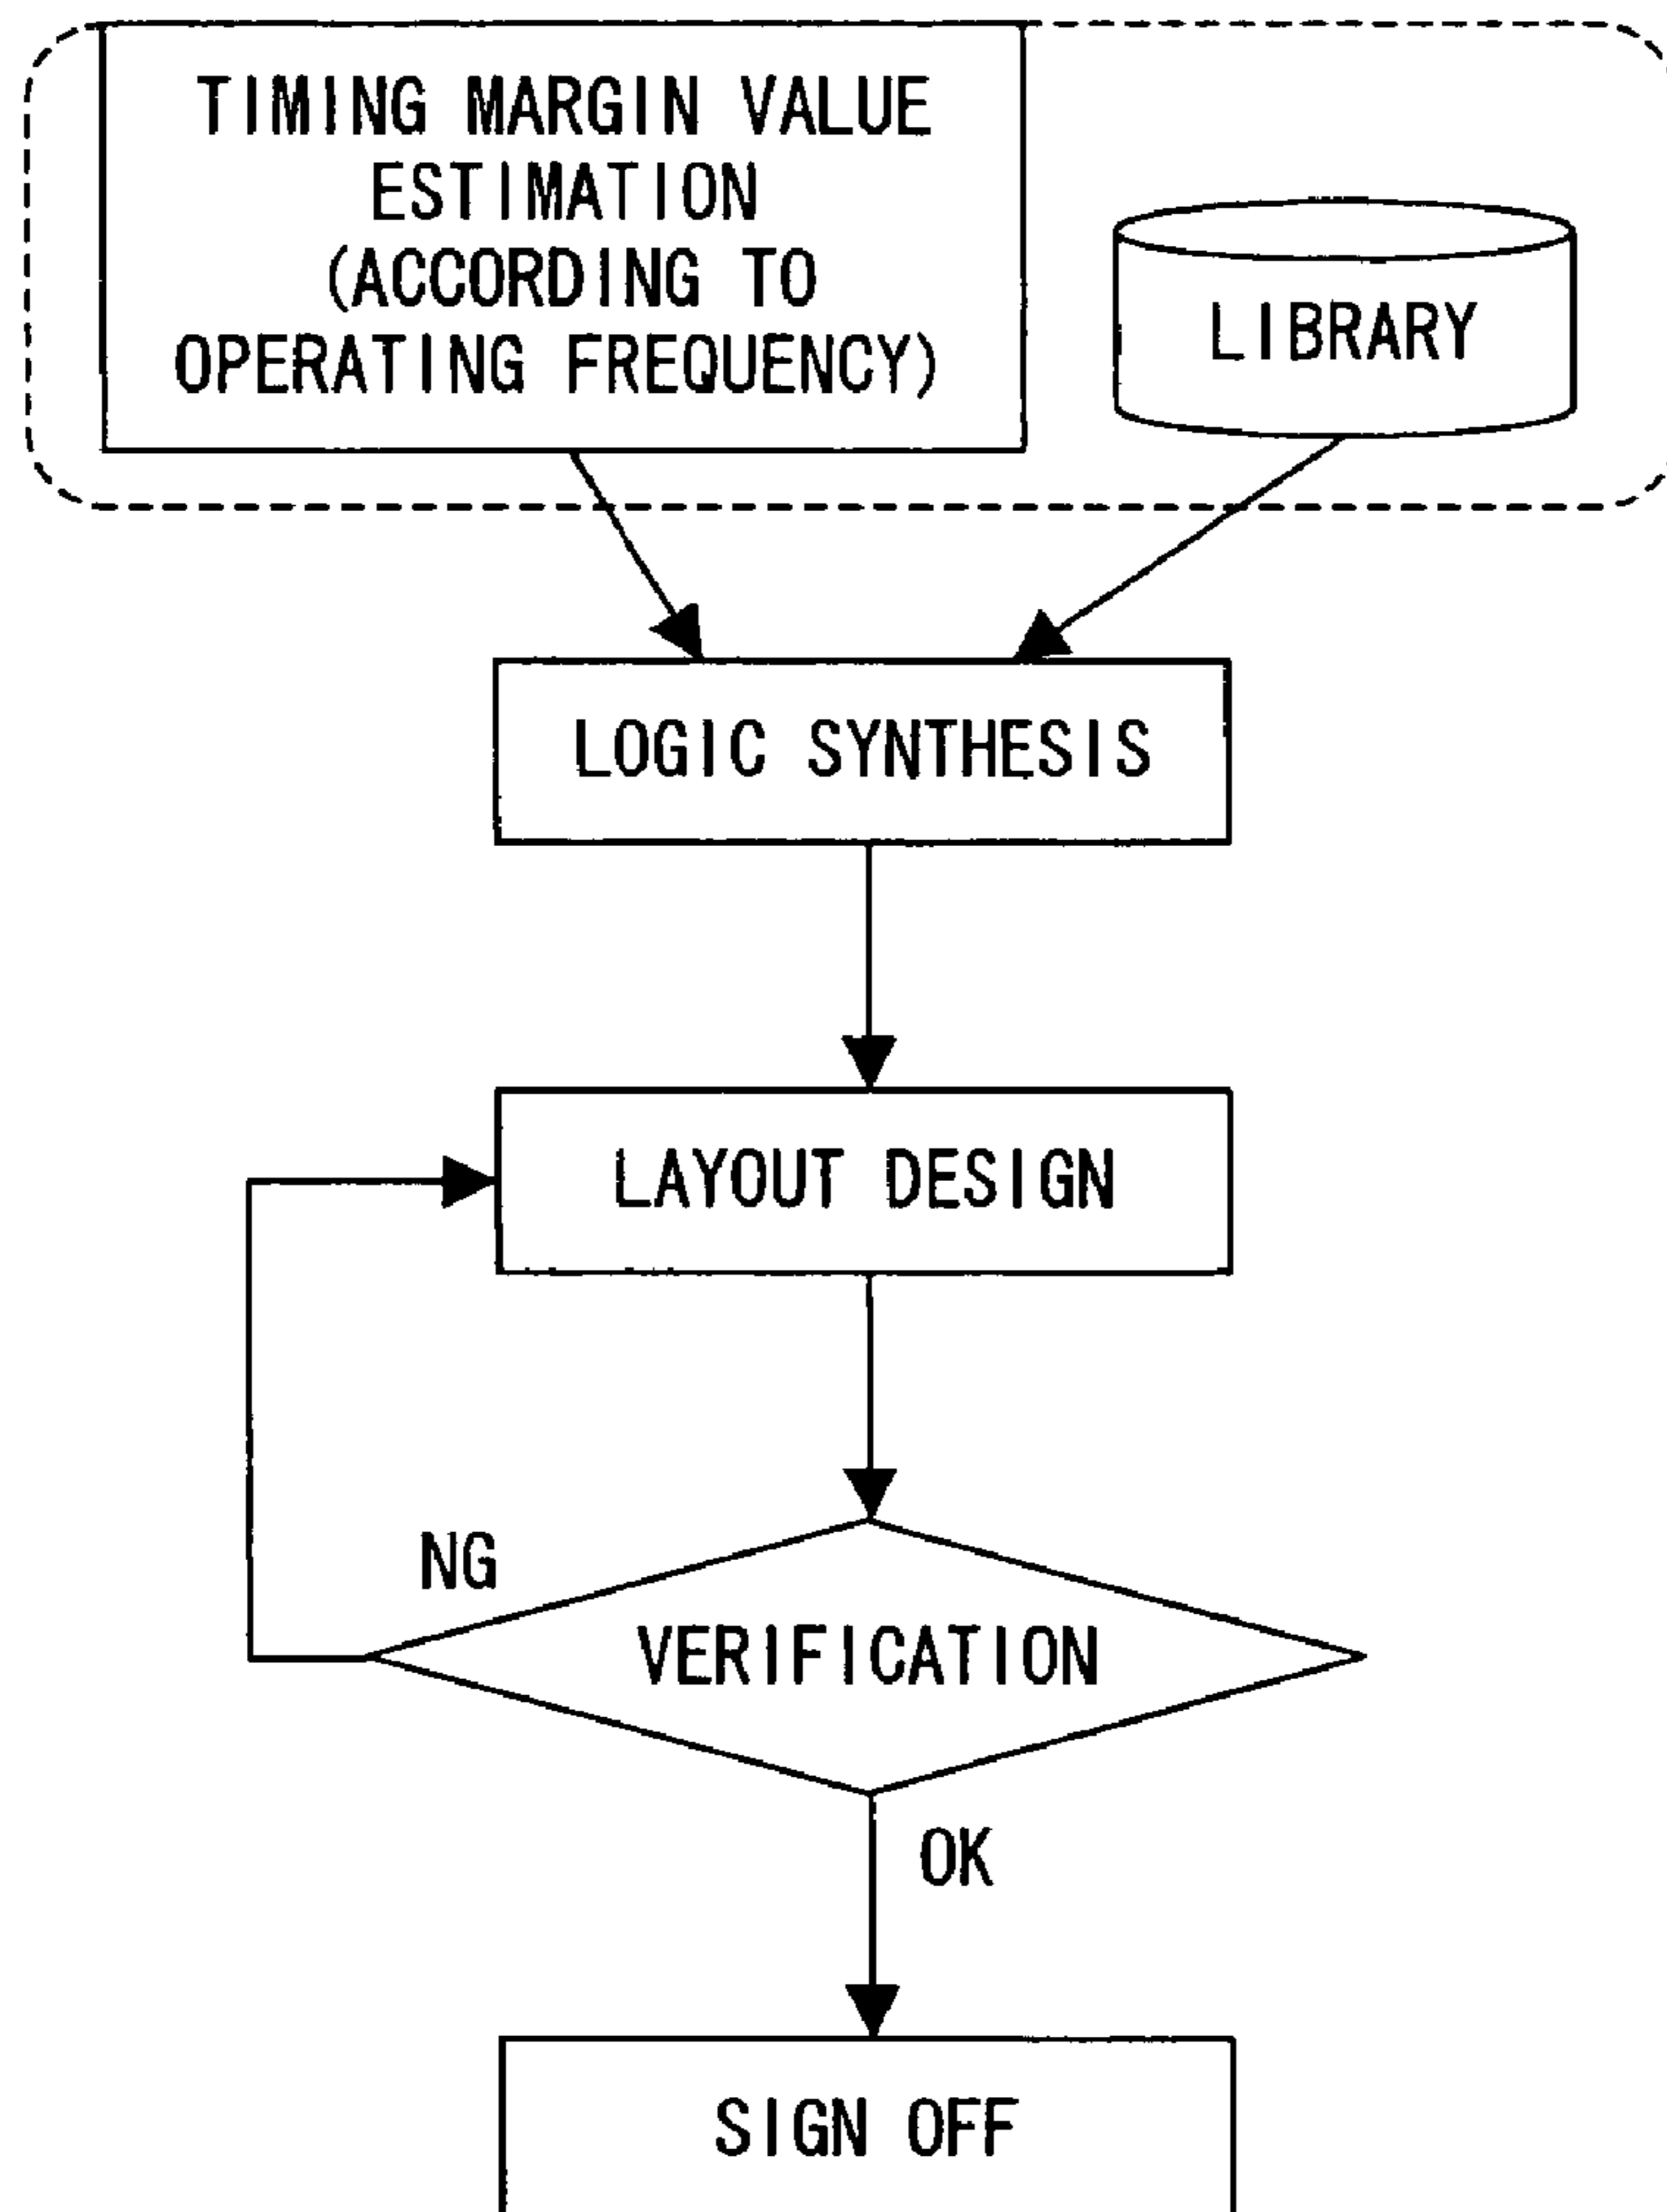 TIMING MARGIN VALUE
ESTIMATION
(ACCORDING TO
OPERATING FREQUENCY)
LIBRARY
LOGIC SYNTHESIS
LAYOUT DESIGN
NG
VERIFICATION
OK
SIGN OFF